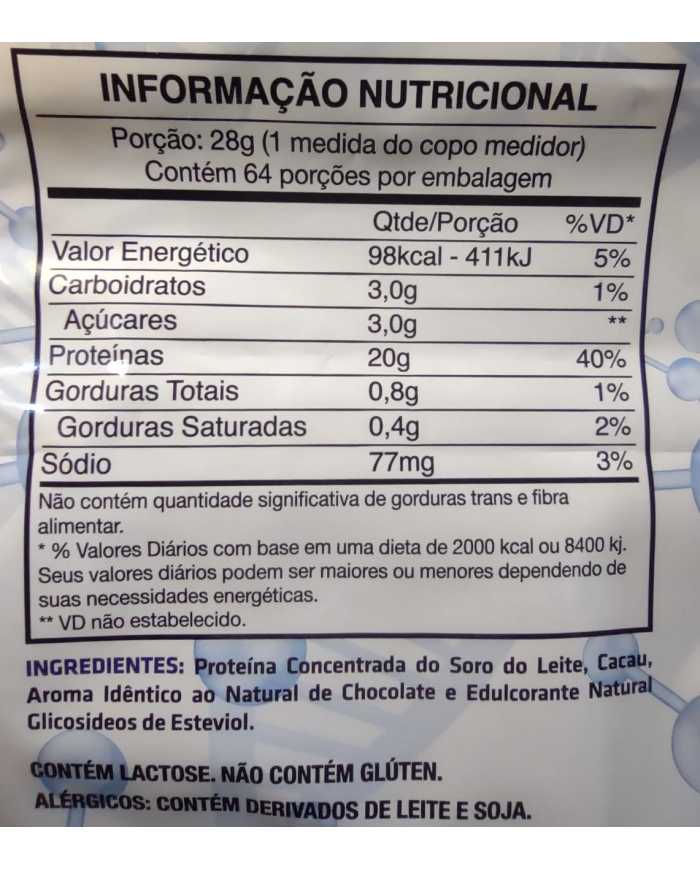 INFORMAÇÃO NUTRICIONAL
Porção: 28g (1 medida do copo medidor)
Contém 64 porções por embalagem
Qtde/Porção %VD*
Valor Energético 98kcal - 411kJ 5%
Carboidratos 3,0g 1%
Açúcares 3,0g **
Proteínas 20g 40%
Gorduras Totais 0,8g 1%
Gorduras Saturadas 0,4g 2%
Sódio 77mg 3%
Não contém quantidade significativa de gorduras trans e fibra
alimentar.
* % Valores Diários com base em uma dieta de 2000 kcal ou 8400 kj.
Seus valores diários podem ser maiores ou menores dependendo de
suas necessidades energéticas.
** VD não estabelecido.
INGREDIENTES: Proteína Concentrada do Soro do Leite, Cacau,
Aroma Idêntico ao Natural de Chocolate e Edulcorante Natural
Glicosideos de Esteviol.
CONTÉM LACTOSE. NÃO CONTÉM GLÚTEN.
ALÉRGICOS: CONTÉM DERIVADOS DE LEITE E SOJA.